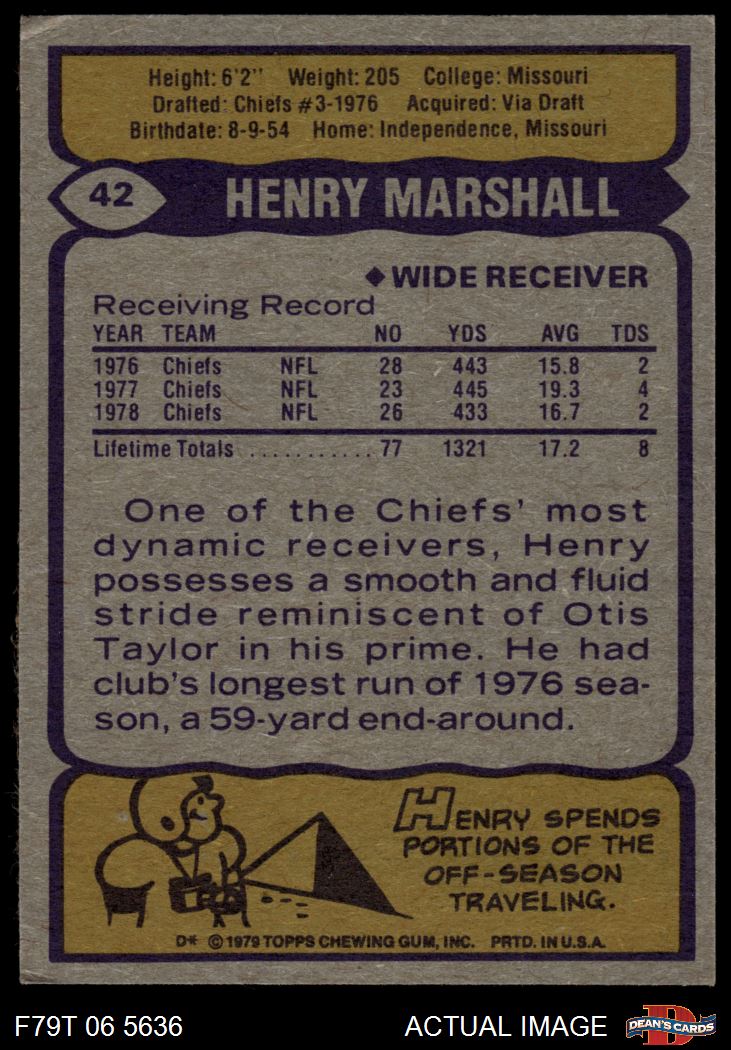 Height: 6'2" Weight: 205 College: Missouri
Drafted: Chiefs #3-1976 Acquired: Via Draft
Birthdate: 8-9-54 Home: Independence, Missouri
42 HENRY MARSHALL
◆ WIDE RECEIVER
Receiving Record
YEAR TEAM NO YDS AVG TDS
1976 Chiefs NFL 28 443 15.8 2
1977 Chiefs NFL 23 445 19.3 4
1978 Chiefs NFL 26 433 16.7 2
Lifetime Totals ........... 77 1321 17.2 8
One of the Chiefs' most
dynamic receivers, Henry
possesses a smooth and fluid
stride reminiscent of Otis
Taylor in his prime. He had
club's longest run of 1976 sea-
son, a 59-yard end-around.
HENRY SPENDS
PORTIONS OF THE
OFF-SEASON
TRAVELING.
D* © 1979 TOPPS CHEWING GUM, INC. PRTD. IN U.S.A.
F79T 06 5636 ACTUAL IMAGE D DEAN'S CARDS